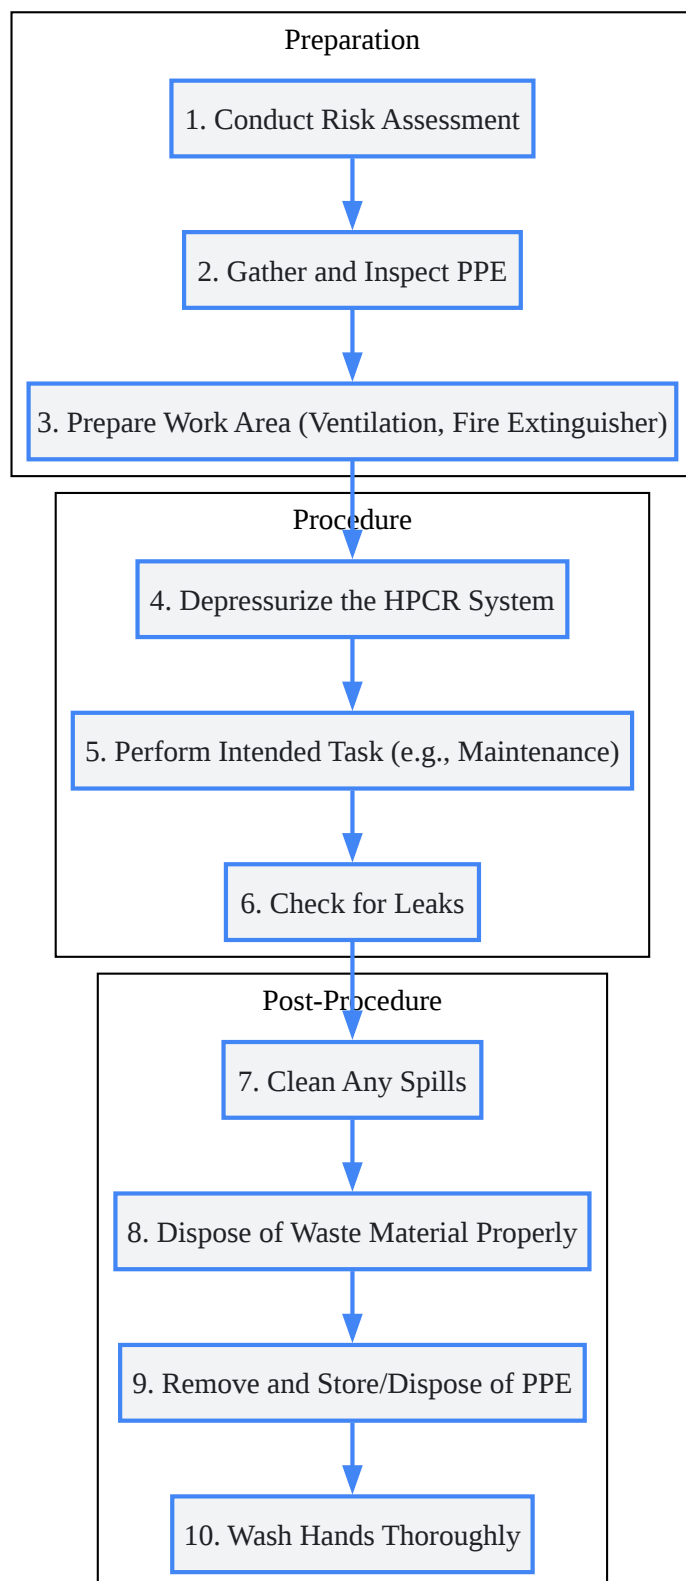 Preparation
1. Conduct Risk Assessment
2. Gather and Inspect PPE
3. Prepare Work Area (Ventilation, Fire Extinguisher)
Procedure
4. Depressurize the HPCR System
5. Perform Intended Task (e.g., Maintenance)
6. Check for Leaks
Post-Procedure
7. Clean Any Spills
8. Dispose of Waste Material Properly
9. Remove and Store/Dispose of PPE
10. Wash Hands Thoroughly